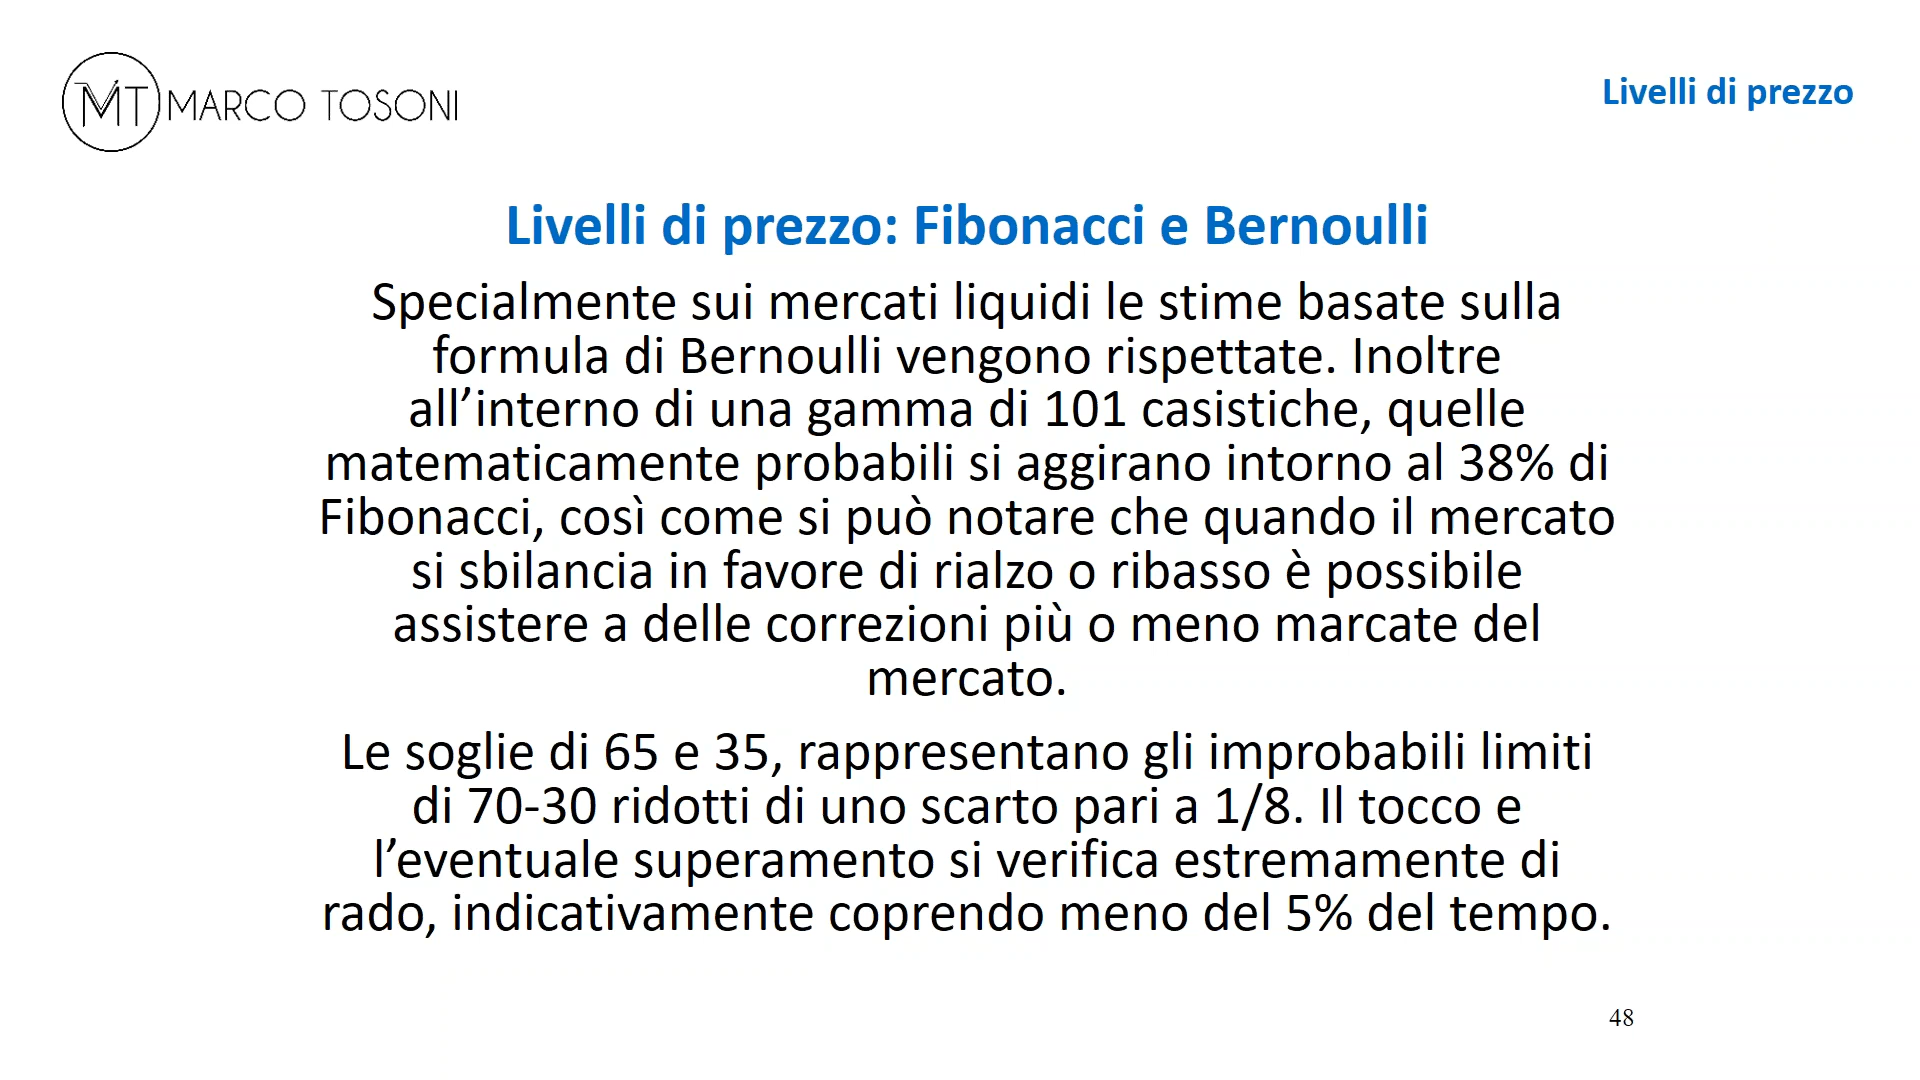 MT MARCO TOSONI
Livelli di prezzo
Livelli di prezzo: Fibonacci e Bernoulli
Specialmente sui mercati liquidi le stime basate sulla
formula di Bernoulli vengono rispettate. Inoltre
all’interno di una gamma di 101 casistiche, quelle
matematicamente probabili si aggirano intorno al 38% di
Fibonacci, così come si può notare che quando il mercato
si sbilancia in favore di rialzo o ribasso è possibile
assistere a delle correzioni più o meno marcate del
mercato.
Le soglie di 65 e 35, rappresentano gli improbabili limiti
di 70-30 ridotti di uno scarto pari a 1/8. Il tocco e
l’eventuale superamento si verifica estremamente di
rado, indicativamente coprendo meno del 5% del tempo.
48